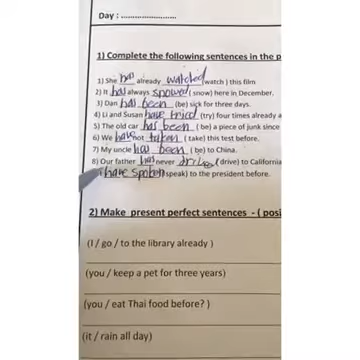 Day : ........................
1) Complete the following sentences in the p
1) She has already watched (watch ) this film
2) It has always snowed ( snow) here in December.
3) Dan has been (be) sick for three days.
4) Li and Susan have tried (try) four times already a
5) The old car has been ( be) a piece of junk since
6) We have not taken ( take) this test before.
7) My uncle has been ( be) to China.
8) Our father has never (drive) to California
I have spoken speak) to the president before.
2) Make present perfect sentences - ( posi
(I / go / to the library already )
(you / keep a pet for three years)
(you / eat Thai food before? )
(it / rain all day)